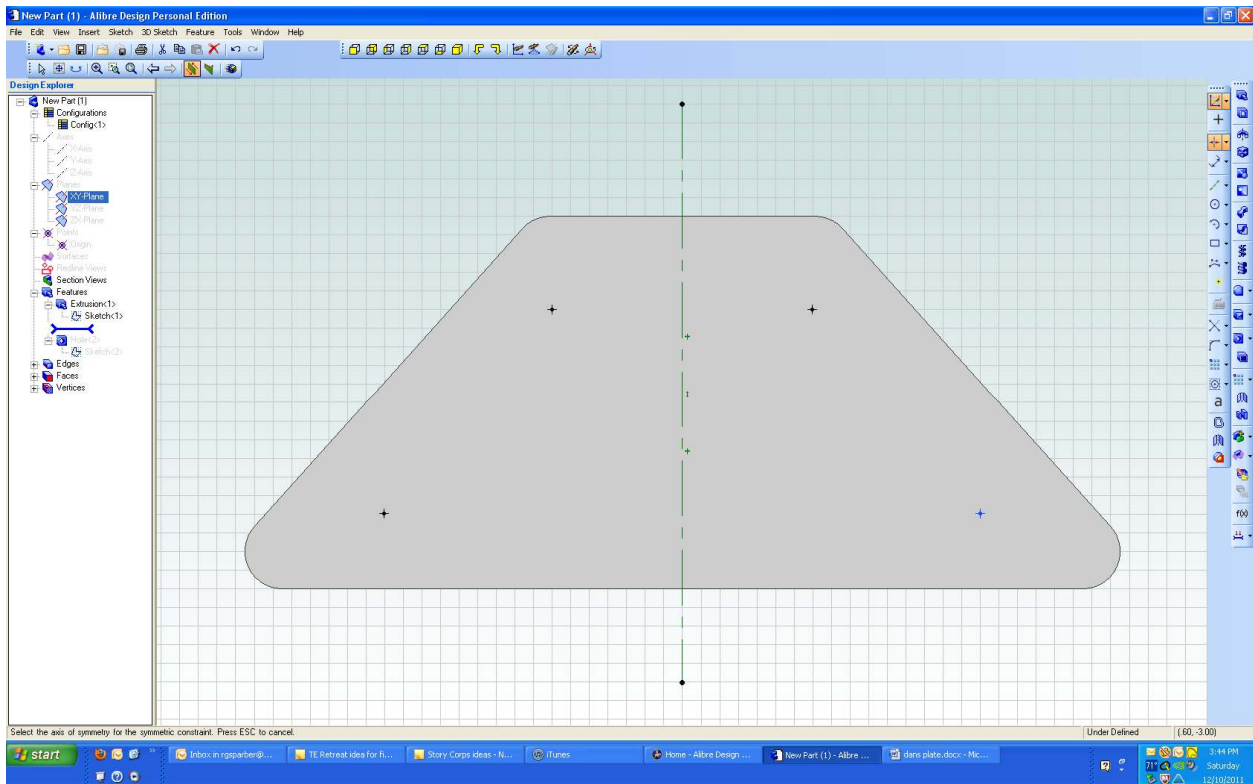 New Part (1) - Alibre Design Personal Edition
File Edit View Insert Sketch 3D Sketch Feature Tools Window Help
Design Explorer
New Part (1)
Configurations
Config<1>
Axes
X-Axis
Y-Axis
Z-Axis
Planes
XY-Plane
YZ-Plane
ZX-Plane
Points
Origin
Surfaces
Redline Views
Section Views
Features
Extrusion<1>
Sketch<1>
Hole<2>
Sketch<2>
Edges
Faces
Vertices
a
f(x)
Select the axis of symmetry for the symmetric constraint. Press ESC to cancel.
Under Defined
(.60, -3.00)
start
Inbox in rgsparber@...
TE Retreat idea for fi...
Story Corps ideas - N...
iTunes
Home - Alibre Design ...
New Part (1) - Alibre ...
dans plate.docx - Mic...
71°
3:44 PM
Saturday
12/10/2011